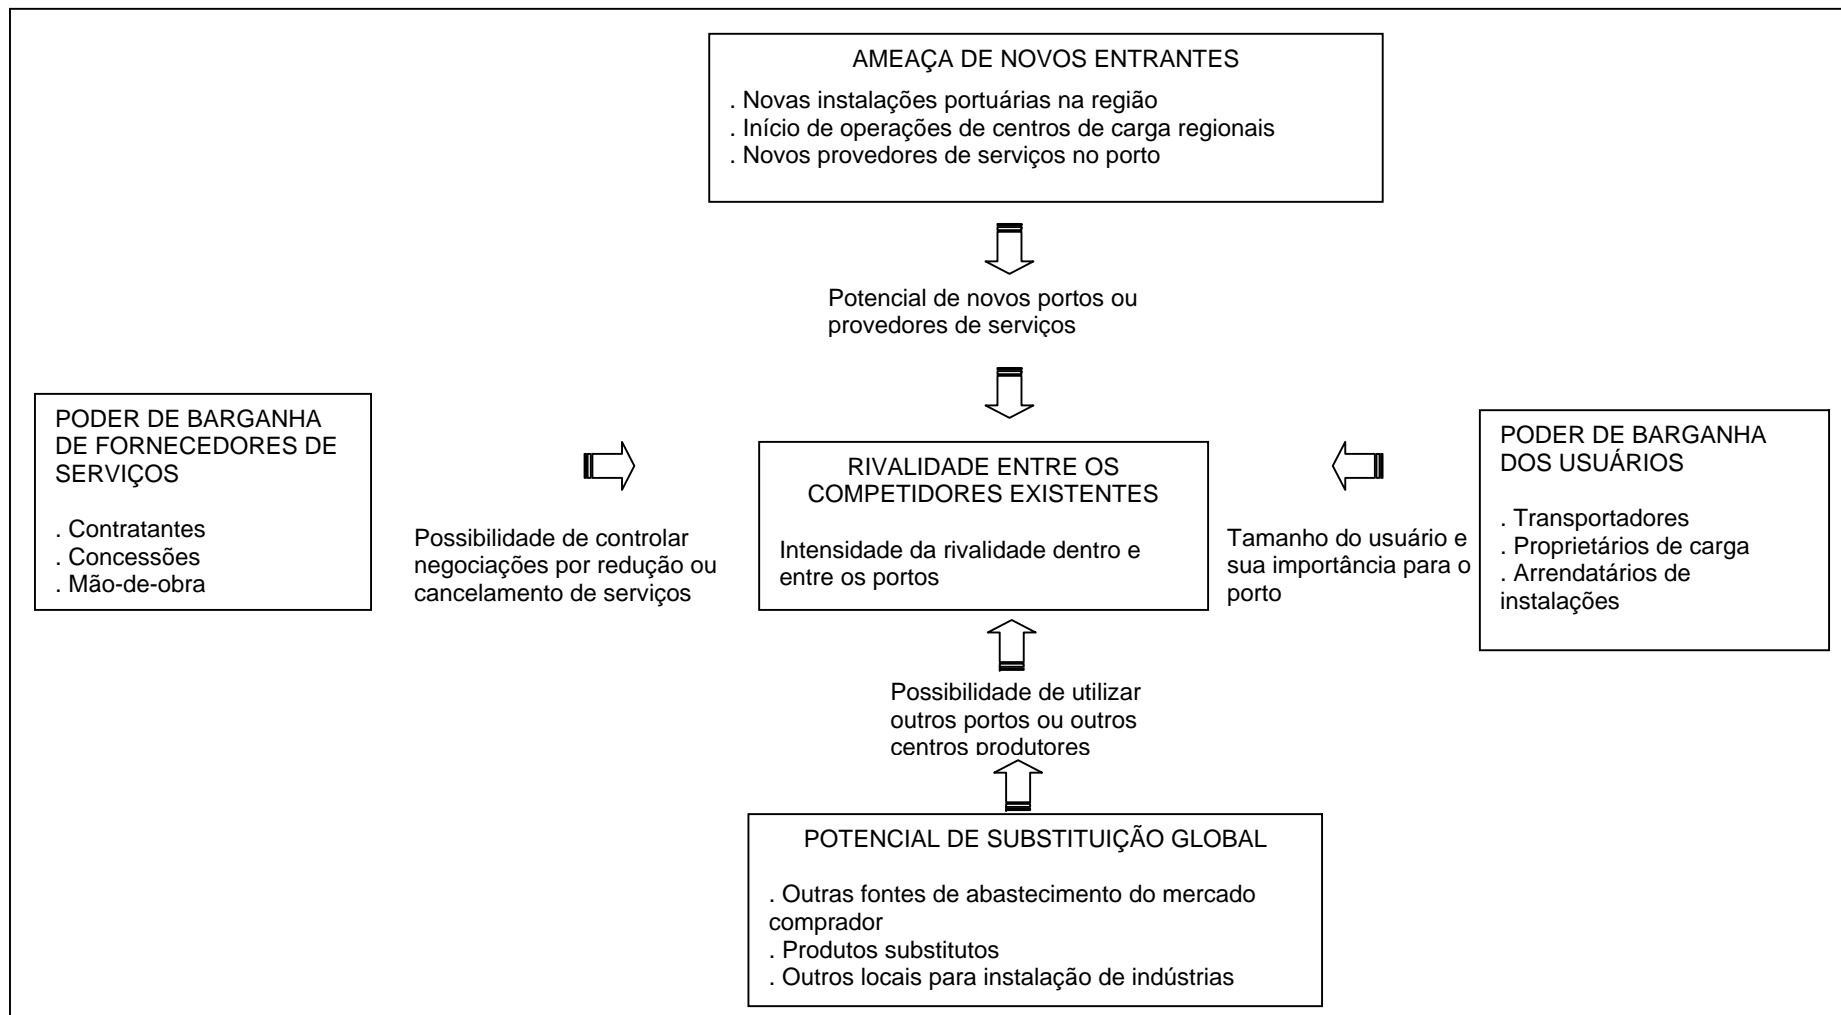 AMEAÇA DE NOVOS ENTRANTES
. Novas instalações portuárias na região
. Início de operações de centros de carga regionais
. Novos provedores de serviços no porto
Potencial de novos portos ou
provedores de serviços
PODER DE BARGANHA
DE FORNECEDORES DE
SERVIÇOS
. Contratantes
. Concessões
. Mão-de-obra
Possibilidade de controlar
negociações por redução ou
cancelamento de serviços
RIVALIDADE ENTRE OS
COMPETIDORES EXISTENTES
Intensidade da rivalidade dentro e
entre os portos
Tamanho do usuário e
sua importância para o
porto
PODER DE BARGANHA
DOS USUÁRIOS
. Transportadores
. Proprietários de carga
. Arrendatários de
instalações
Possibilidade de utilizar
outros portos ou outros
centros produtores
POTENCIAL DE SUBSTITUIÇÃO GLOBAL
. Outras fontes de abastecimento do mercado
comprador
. Produtos substitutos
. Outros locais para instalação de indústrias